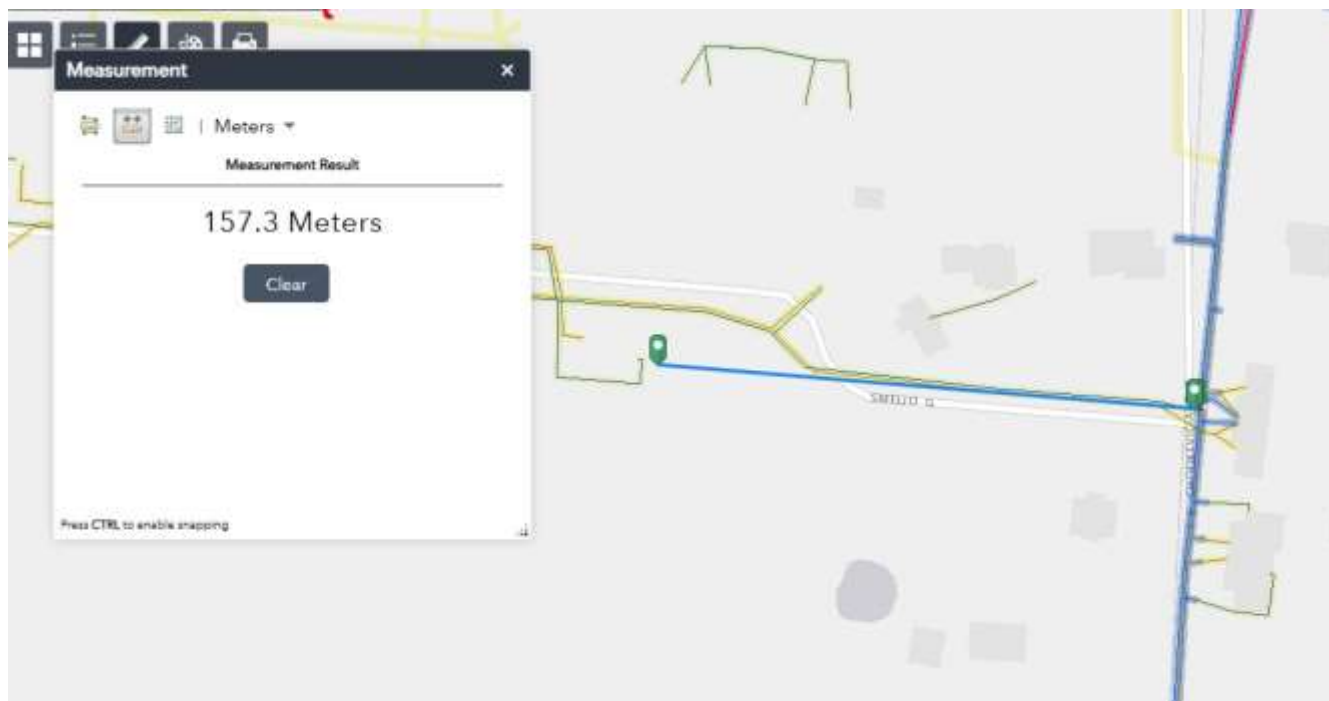 Measurement
Meters
Measurement Result
157.3 Meters
Clear
Press CTRL to enable snapping